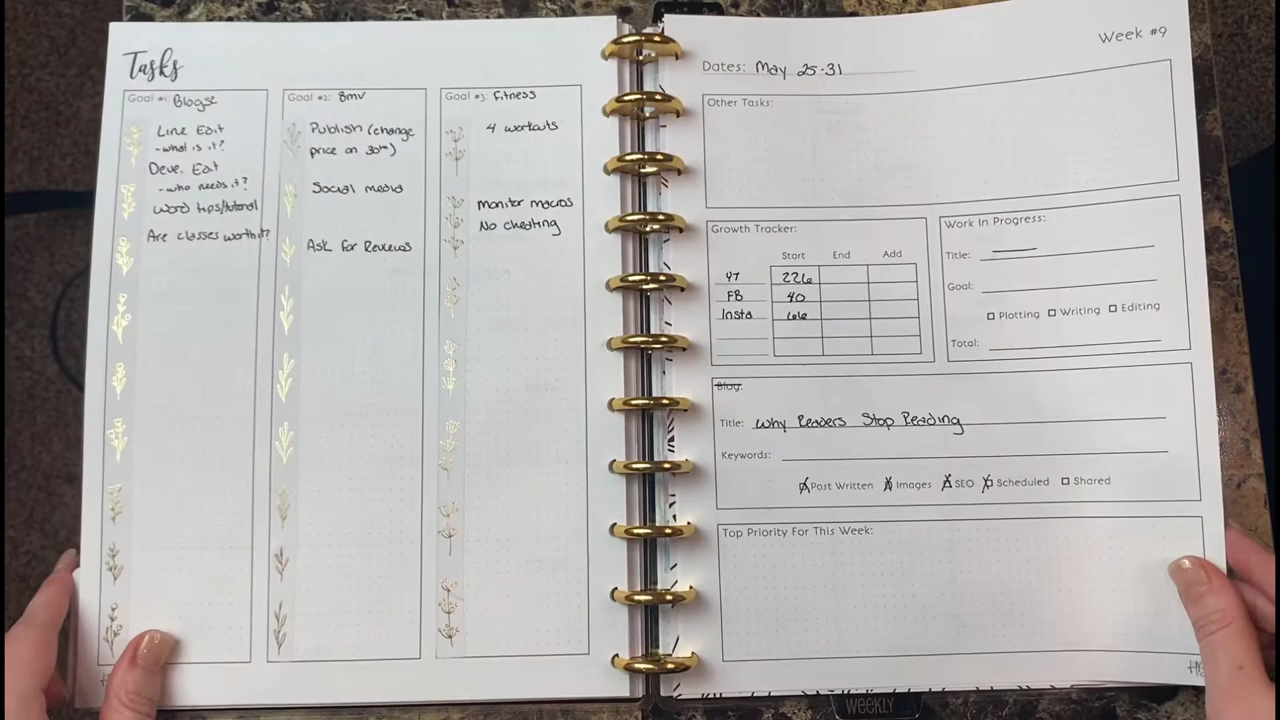 Tasks
Goal #1: Blogs
Line Edit
-what is it?
Deve. Edit
-who needs it?
Word tips/tutorial
Are classes worth it?
Goal #2: BMV
Publish (change
price on 30th)
Social media
Ask for Reviews
Goal #3: Fitness
4 workouts
monitor macros
No cheating
Week #9
Dates: May 25-31
Other Tasks:
Growth Tracker:
Start End Add
YT 226
FB 40
Insta 66
Work In Progress:
Title:
Goal:
Plotting Writing Editing
Total:
Blog:
Title: Why Readers Stop Reading
Keywords:
Post Written Images SEO Scheduled Shared
Top Priority For This Week:
WEEKLY